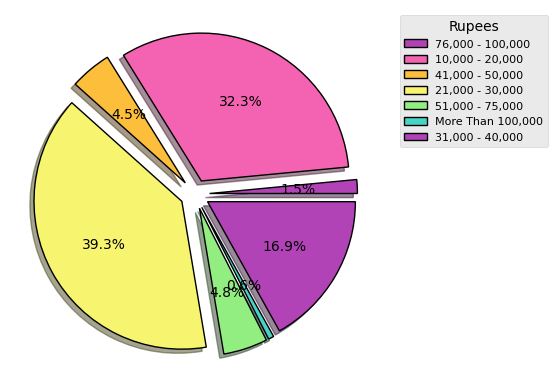 Rupees
76,000 - 100,000
10,000 - 20,000
41,000 - 50,000
21,000 - 30,000
51,000 - 75,000
More Than 100,000
31,000 - 40,000
32.3%
4.5%
1.5%
39.3%
16.9%
0.6%
4.8%